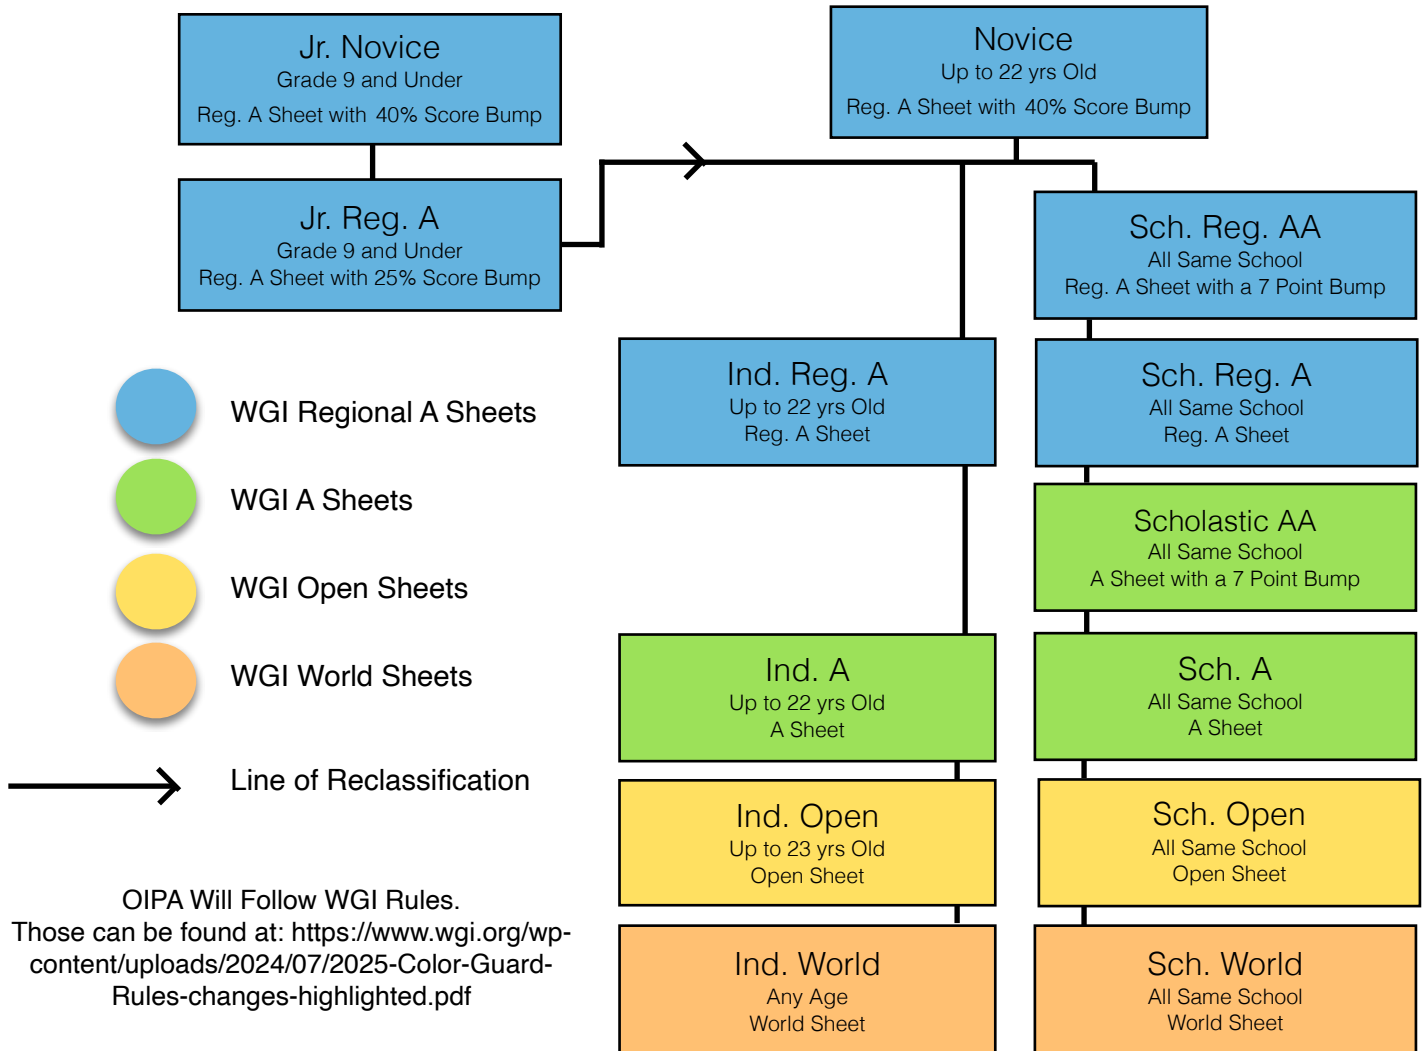 Jr. Novice
Grade 9 and Under
Reg. A Sheet with 40% Score Bump
Novice
Up to 22 yrs Old
Reg. A Sheet with 40% Score Bump
Jr. Reg. A
Grade 9 and Under
Reg. A Sheet with 25% Score Bump
Sch. Reg. AA
All Same School
Reg. A Sheet with a 7 Point Bump
Ind. Reg. A
Up to 22 yrs Old
Reg. A Sheet
Sch. Reg. A
All Same School
Reg. A Sheet
WGI Regional A Sheets
WGI A Sheets
WGI Open Sheets
WGI World Sheets
Line of Reclassification
Scholastic AA
All Same School
A Sheet with a 7 Point Bump
Ind. A
Up to 22 yrs Old
A Sheet
Sch. A
All Same School
A Sheet
Ind. Open
Up to 23 yrs Old
Open Sheet
Sch. Open
All Same School
Open Sheet
Ind. World
Any Age
World Sheet
Sch. World
All Same School
World Sheet
OIPA Will Follow WGI Rules.
Those can be found at: https://www.wgi.org/wp-
content/uploads/2024/07/2025-Color-Guard-
Rules-changes-highlighted.pdf